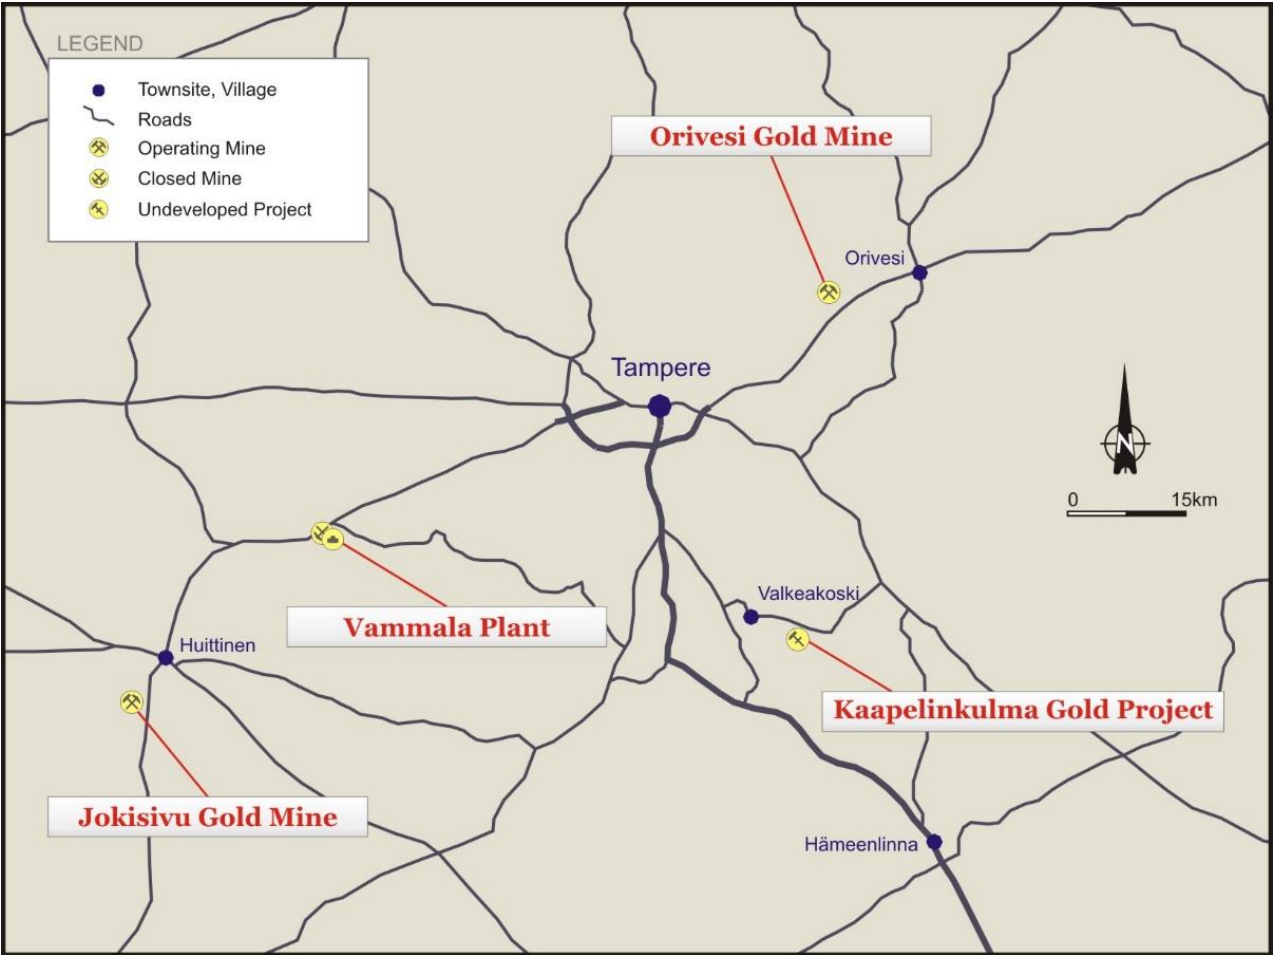 LEGEND
Townsite, Village
Roads
Operating Mine
Closed Mine
Undeveloped Project
Orivesi Gold Mine
Orivesi
Tampere
N
0 15km
Valkeakoski
Vammala Plant
Huittinen
Kaapelinkulma Gold Project
Jokisivu Gold Mine
Hämeenlinna